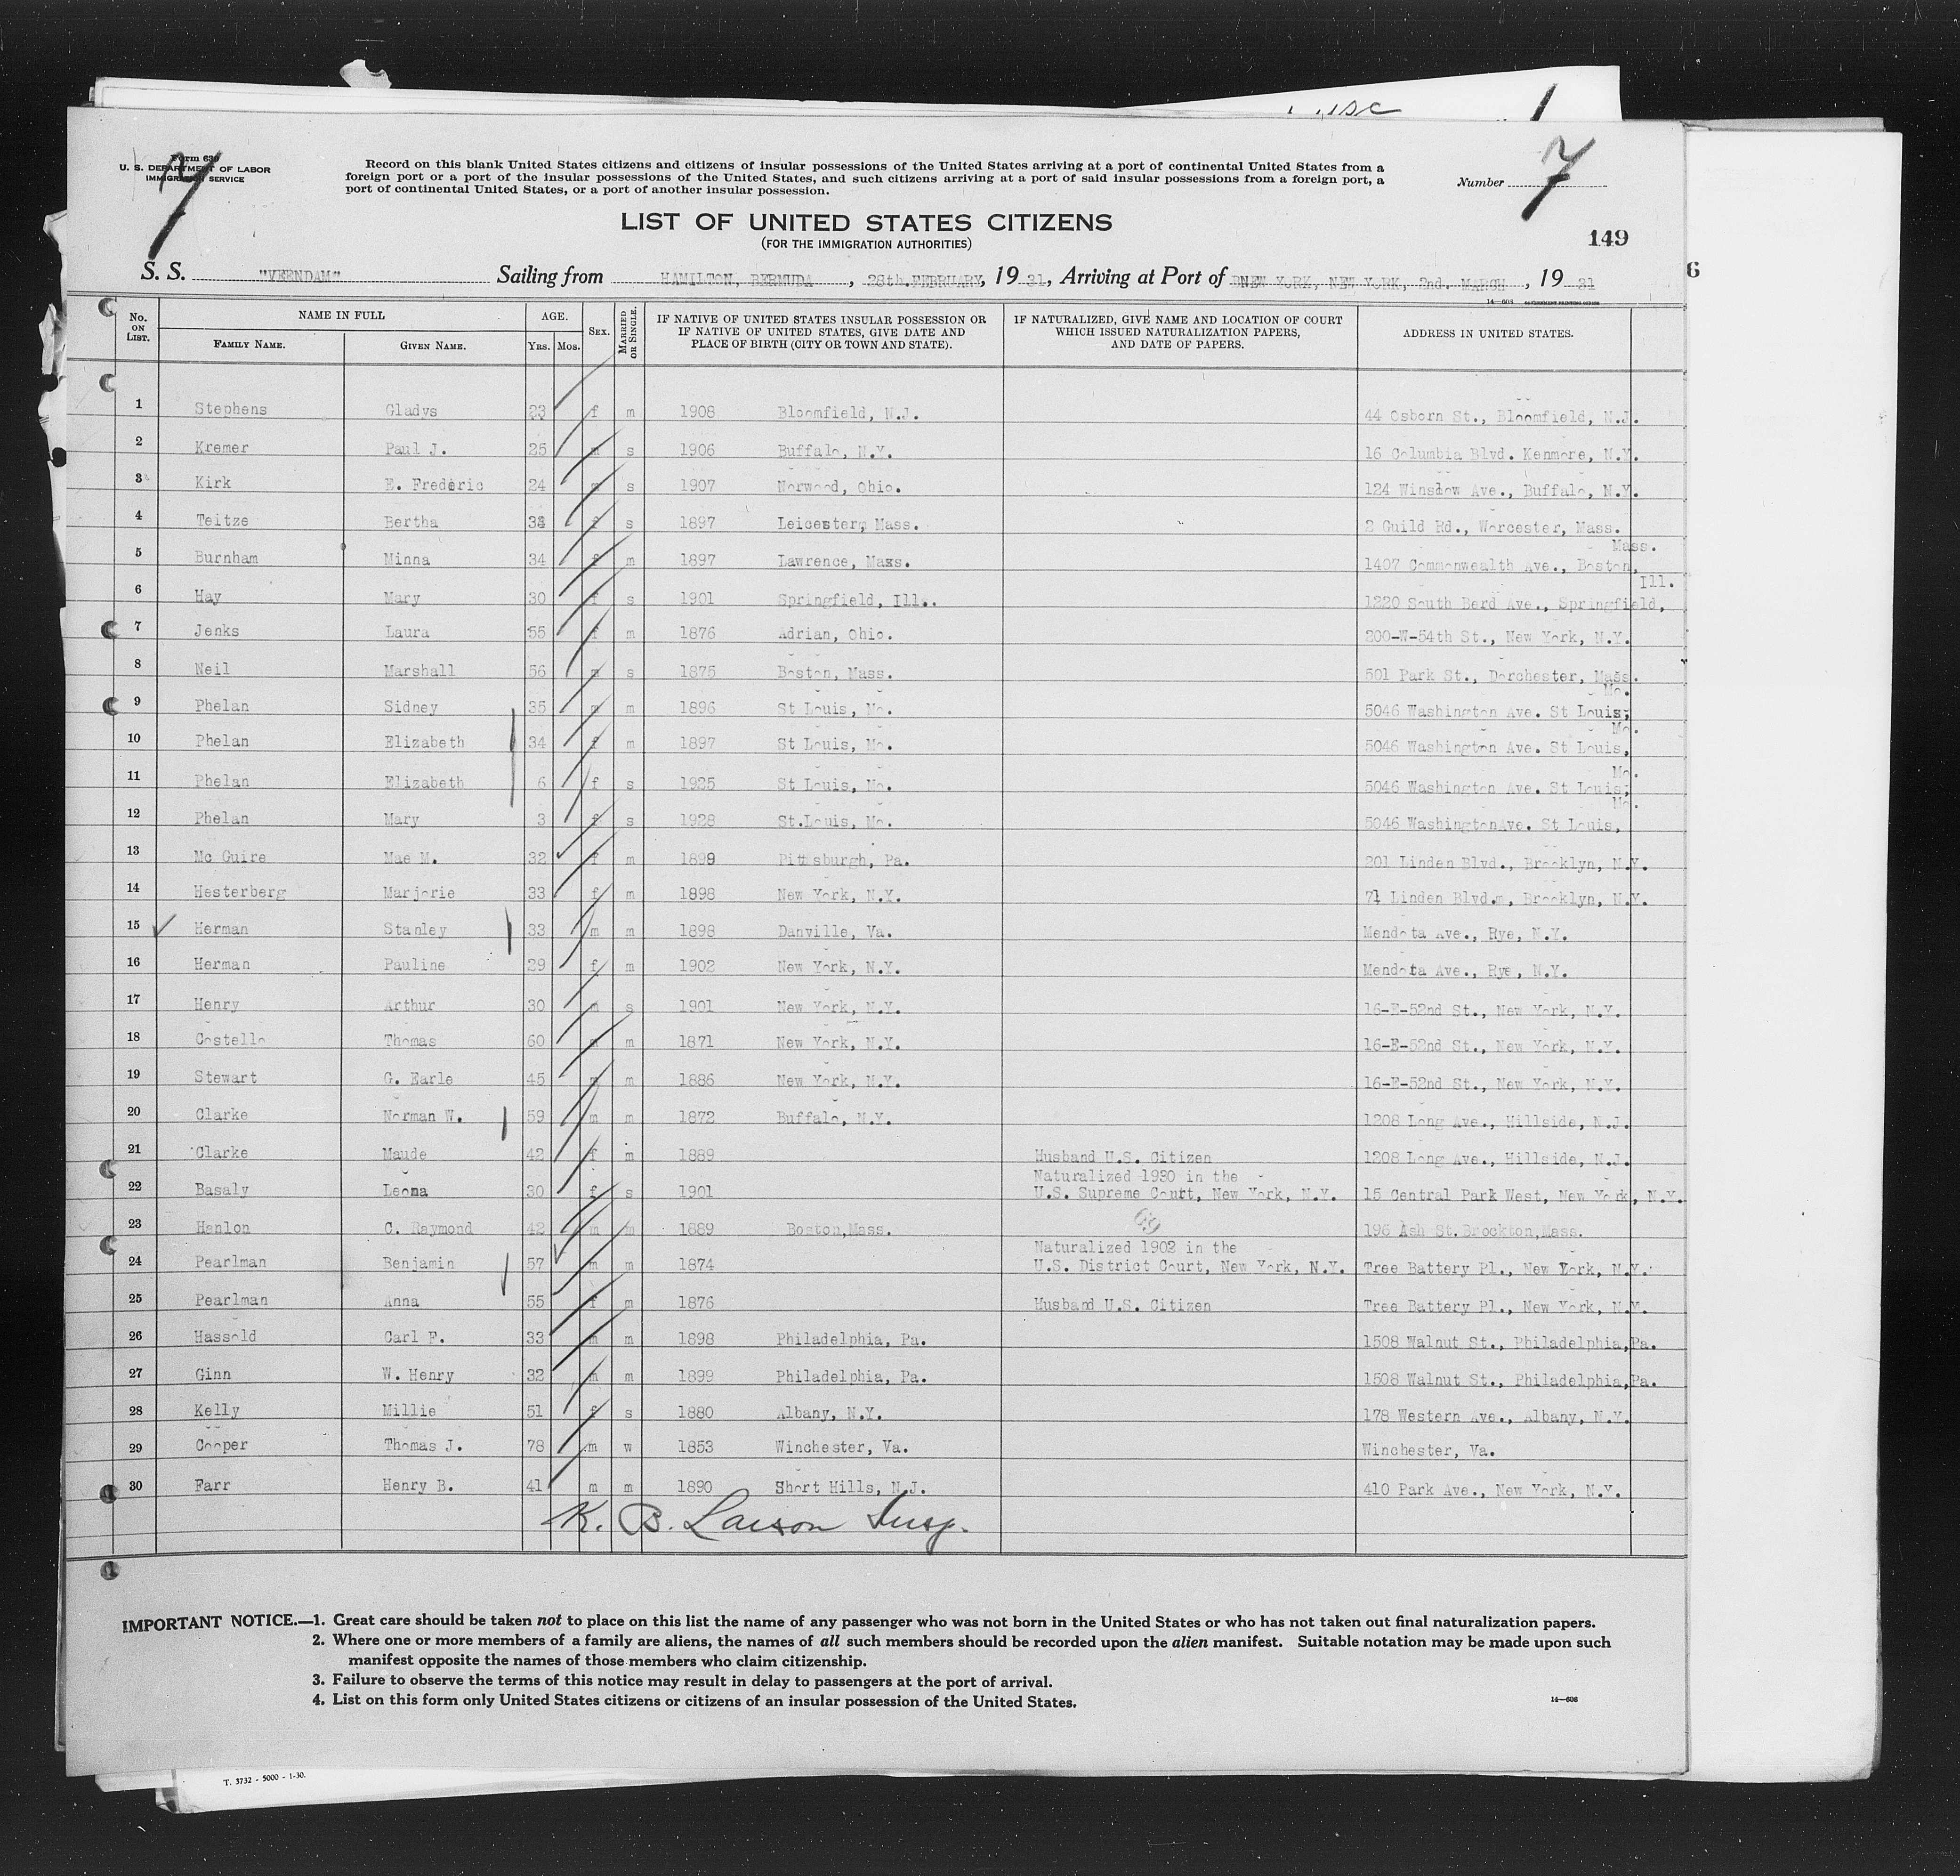 Form 630
U. S. DEPARTMENT OF LABOR
IMMIGRATION SERVICE
7
Record on this blank United States citizens and citizens of insular possessions of the United States arriving at a port of continental United States from a
foreign port or a port of the insular possessions of the United States, and such citizens arriving at a port of said insular possessions from a foreign port, a
port of continental United States, or a port of another insular possession.
Number 7
LIST OF UNITED STATES CITIZENS
(FOR THE IMMIGRATION AUTHORITIES)
149
6
S. S. "VEENDAM" Sailing from HAMILTON, BERMUDA, 28th. FEBRUARY, 19 31, Arriving at Port of NEW YORK, NEW YORK, 2nd. MARCH, 19 31
14—608 GOVERNMENT PRINTING OFFICE
No. ON LIST. NAME IN FULL AGE. SEX. MARRIED OR SINGLE. IF NATIVE OF UNITED STATES INSULAR POSSESSION OR IF NATIVE OF UNITED STATES, GIVE DATE AND PLACE OF BIRTH (CITY OR TOWN AND STATE). IF NATURALIZED, GIVE NAME AND LOCATION OF COURT WHICH ISSUED NATURALIZATION PAPERS, AND DATE OF PAPERS. ADDRESS IN UNITED STATES.
FAMILY NAME. GIVEN NAME. YRS. MOS.
1 Stephens Gladys 23 f m 1908 Bloomfield, N.J. 44 Osborn St., Bloomfield, N.J.
2 Kremer Paul J. 25 m s 1906 Buffalo, N.Y. 16 Columbia Blvd. Kenmore, N.Y.
3 Kirk E. Frederic 24 m s 1907 Norwood, Ohio. 124 Winslow Ave., Buffalo, N.Y.
4 Teitze Bertha f s 1897 Leicester, Mass. 2 Guild Rd., Worcester, Mass.
5 Burnham Minna 34 f m 1897 Lawrence, Mass. 1407 Commonwealth Ave., Boston, Mass.
6 Hay Mary 30 f s 1901 Springfield, Ill.. 1220 South Berd Ave., Springfield, Ill.
7 Jenks Laura 55 f m 1876 Adrian, Ohio. 200-W-54th St., New York, N.Y.
8 Neil Marshall 56 m s 1875 Boston, Mass. 501 Park St., Dorchester, Mass.
9 Phelan Sidney 35 m m 1896 St Louis, Mo. 5046 Washington Ave. St Louis, Mo.
10 Phelan Elizabeth 34 f m 1897 St Louis, Mo. 5046 Washington Ave. St Louis, Mo.
11 Phelan Elizabeth 6 f s 1925 St Louis, Mo. 5046 Washington Ave. St Louis, Mo.
12 Phelan Mary 3 f s 1928 St.Louis, Mo. 5046 WashingtonAve. St Louis, Mo.
13 Mc Guire Mae M. 32 f m 1899 Pittsburgh, Pa. 201 Linden Blvd., Brooklyn, N.Y.
14 Hesterberg Marjorie 33 f m 1898 New York, N.Y. 71 Linden Blvd.m, Brooklyn, N.Y.
15 Herman Stanley 33 m m 1898 Danville, Va. Mendota Ave., Rye, N.Y.
16 Herman Pauline 29 f m 1902 New York, N.Y. Mendota Ave., Rye, N.Y.
17 Henry Arthur 30 m s 1901 New York, N.Y. 16-E-52nd St., New York, N.Y.
18 Costello Thomas 60 m m 1871 New York, N.Y. 16-E-52nd St., New York, N.Y.
19 Stewart G. Earle 45 m m 1886 New York, N.Y. 16-E-52nd St., New York, N.Y.
20 Clarke Norman W. 59 m m 1872 Buffalo, N.Y. 1208 Long Ave., Hillside, N.J.
21 Clarke Maude 42 f m 1889 Husband U.S. Citizen 1208 Long Ave., Hillside, N.J.
Naturalized 1930 in the
22 Basaly Leona 30 f s 1901 U.S. Supreme Court, New York, N.Y. 15 Central Park West, New York, N.Y.
23 Hanlon C. Raymond 42 m m 1889 Boston,Mass. 196 Ash St.Brockton,Mass.
69
Naturalized 1902 in the
24 Pearlman Benjamin 57 m m 1874 U.S. District Court, New York, N.Y. Tree Battery Pl., New York, N.Y.
25 Pearlman Anna 55 f m 1876 Husband U.S. Citizen Tree Battery Pl., New York, N.Y.
26 Hassold Carl F. 33 m m 1898 Philadelphia, Pa. 1508 Walnut St., Philadelphia,Pa.
27 Ginn W. Henry 32 m m 1899 Philadelphia, Pa. 1508 Walnut St., Philadelphia,Pa.
28 Kelly Millie 51 f s 1880 Albany, N.Y. 178 Western Ave., Albany, N.Y.
29 Cooper Thomas J. 78 m w 1853 Winchester, Va. Winchester, Va.
30 Farr Henry B. 41 m m 1890 Short Hills, N.J. 410 Park Ave., New York, N.Y.
K. B. Larson Insp.
IMPORTANT NOTICE.—1. Great care should be taken not to place on this list the name of any passenger who was not born in the United States or who has not taken out final naturalization papers.
2. Where one or more members of a family are aliens, the names of all such members should be recorded upon the alien manifest. Suitable notation may be made upon such
manifest opposite the names of those members who claim citizenship.
3. Failure to observe the terms of this notice may result in delay to passengers at the port of arrival.
4. List on this form only United States citizens or citizens of an insular possession of the United States.
14—608
T. 3732 - 5000 - 1-30.